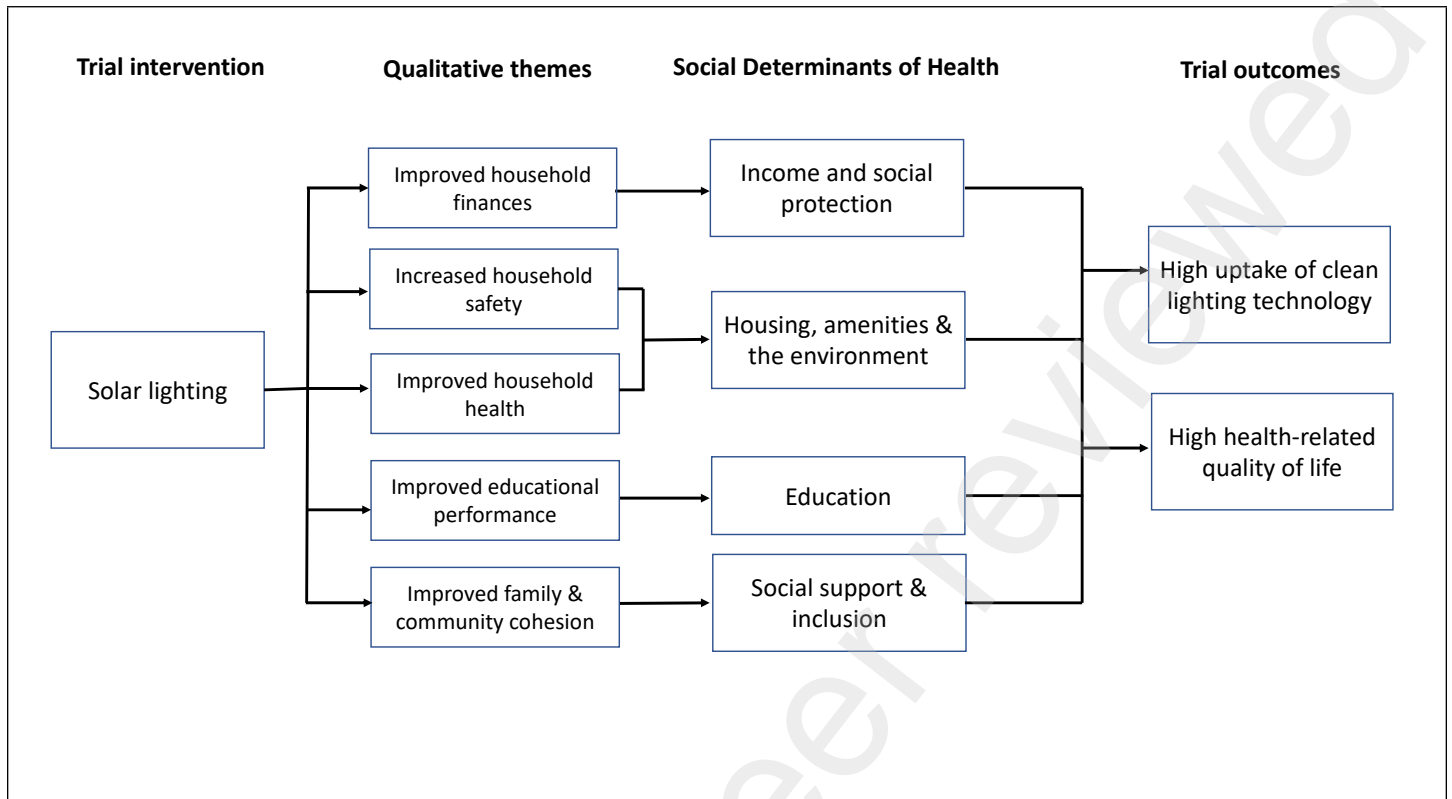 Trial intervention
Qualitative themes
Social Determinants of Health
Trial outcomes
Solar lighting
Improved household
finances
Increased household
safety
Improved household
health
Improved educational
performance
Improved family &
community cohesion
Income and social
protection
Housing, amenities &
the environment
Education
Social support &
inclusion
High uptake of clean
lighting technology
High health-related
quality of life
eer reviewed